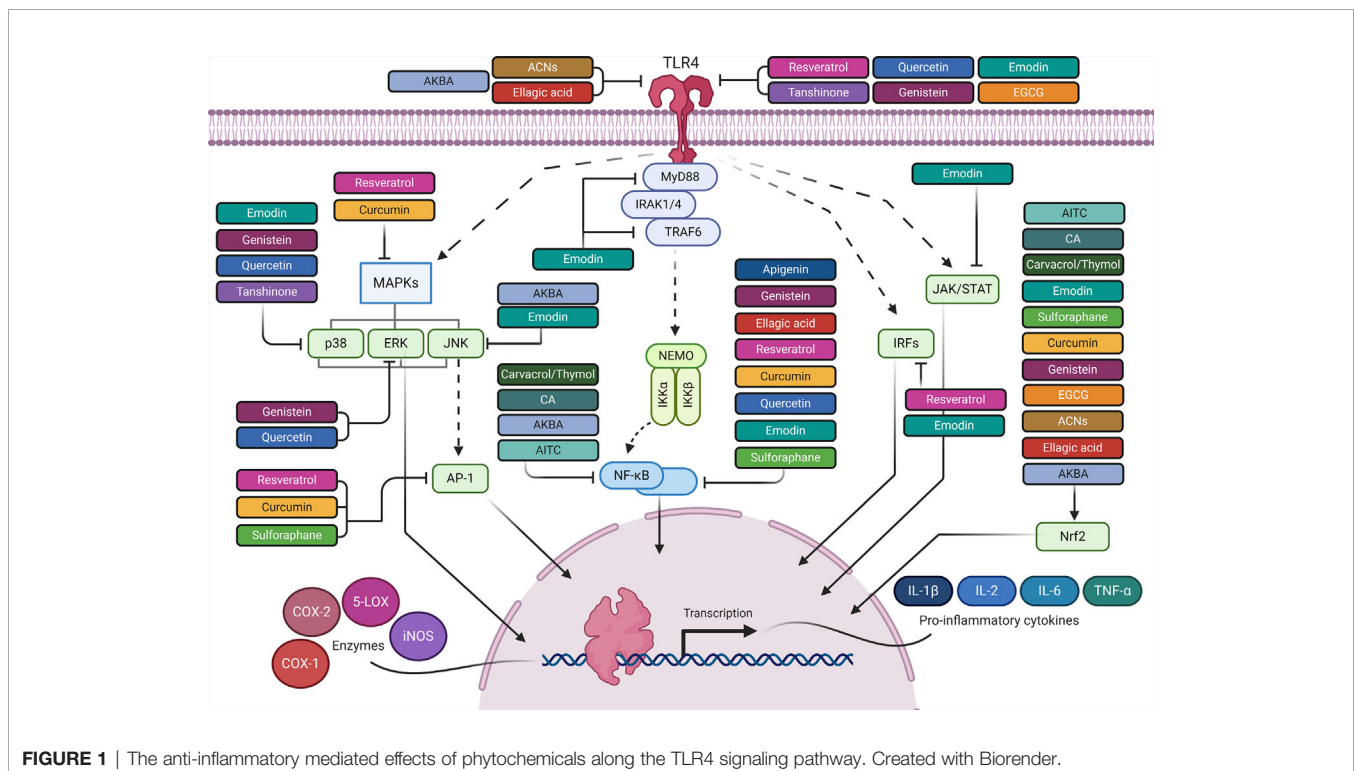 TLR4
AKBA
ACNs
Ellagic acid
Resveratrol
Quercetin
Emodin
Tanshinone
Genistein
EGCG
Resveratrol
Curcumin
Emodin
Genistein
Quercetin
Tanshinone
MAPKs
p38
ERK
JNK
MyD88
IRAK1/4
TRAF6
Emodin
AKBA
Emodin
Emodin
JAK/STAT
IRFs
Resveratrol
Emodin
Apigenin
Genistein
Ellagic acid
Resveratrol
Curcumin
Quercetin
Emodin
Sulforaphane
NEMO
IKKα
IKKβ
Carvacrol/Thymol
CA
AKBA
AITC
NF-κB
Genistein
Quercetin
Resveratrol
Curcumin
Sulforaphane
AP-1
AITC
CA
Carvacrol/Thymol
Emodin
Sulforaphane
Curcumin
Genistein
EGCG
ACNs
Ellagic acid
AKBA
Nrf2
COX-2
5-LOX
iNOS
COX-1
Enzymes
Transcription
IL-1β
IL-2
IL-6
TNF-α
Pro-inflammatory cytokines
FIGURE 1 | The anti-inflammatory mediated effects of phytochemicals along the TLR4 signaling pathway. Created with Biorender.